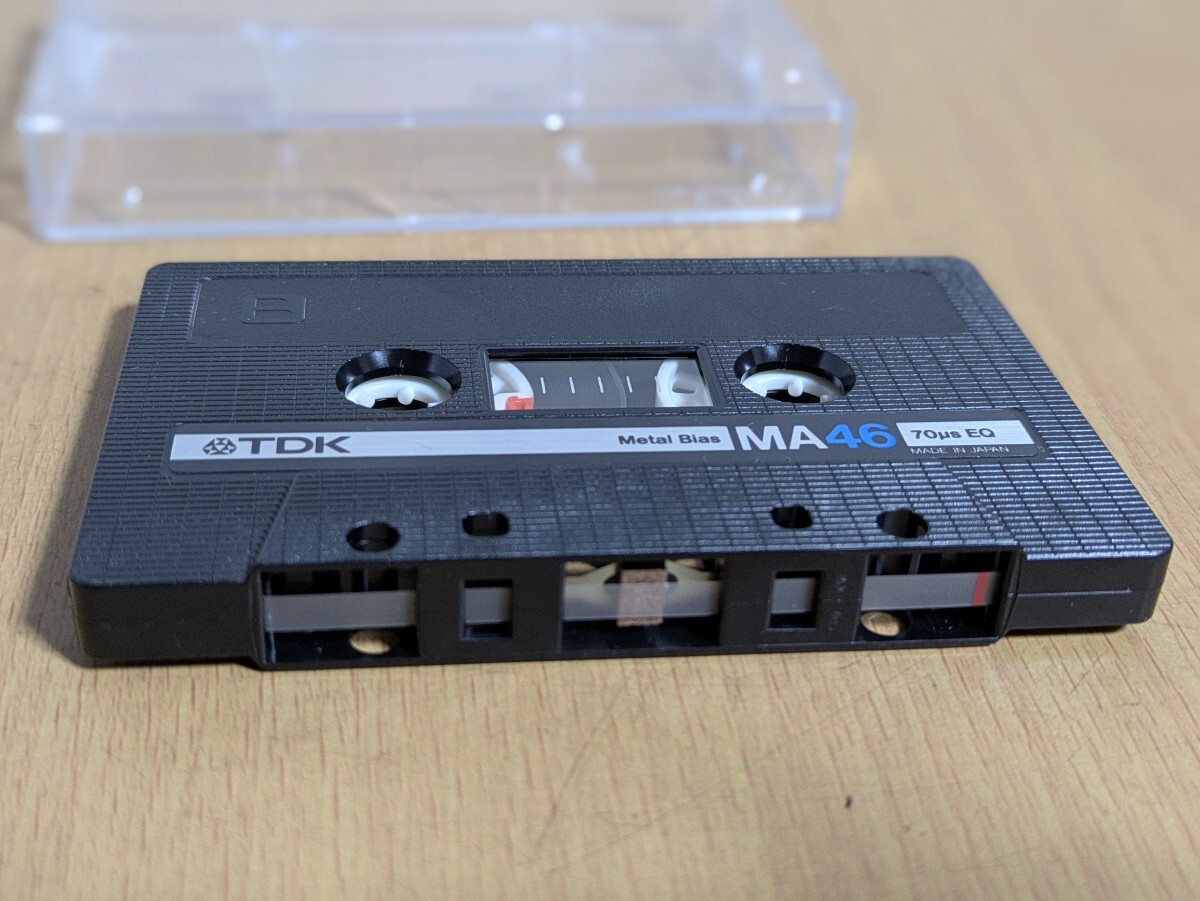 TDK
Metal Bias
MA46
70μs EQ
MADE IN JAPAN